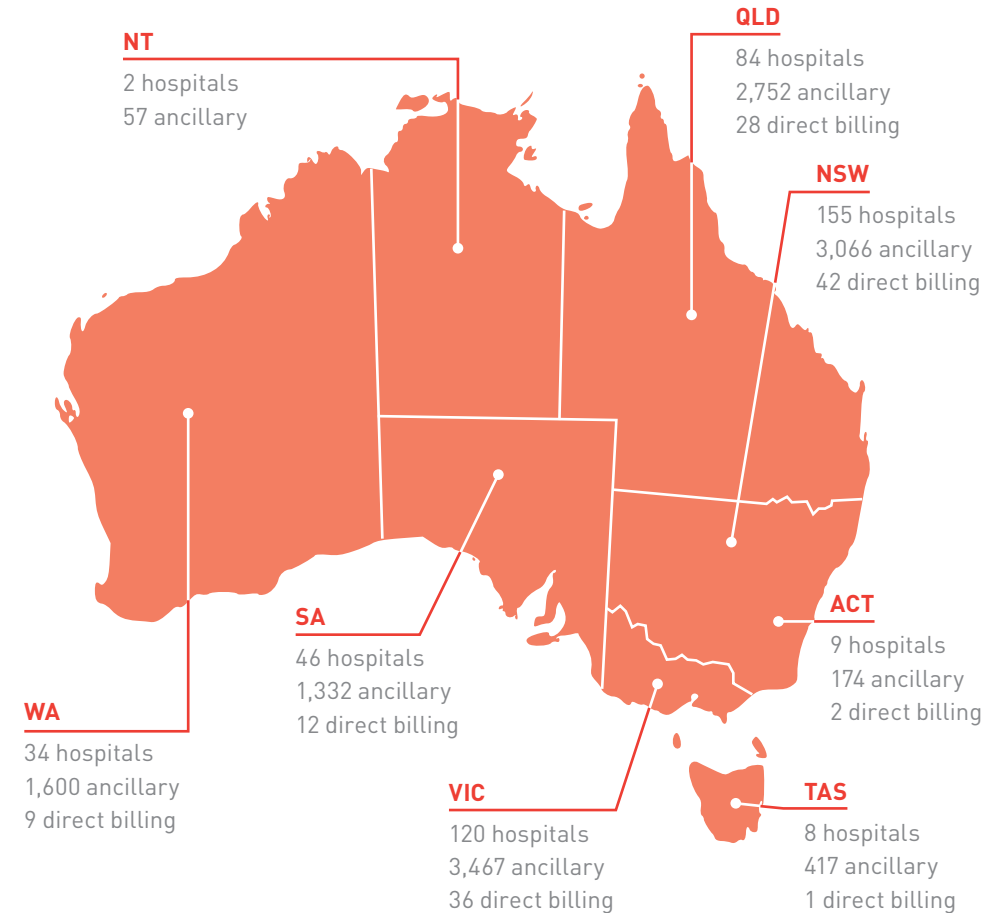 NT
2 hospitals
57 ancillary
QLD
84 hospitals
2,752 ancillary
28 direct billing
NSW
155 hospitals
3,066 ancillary
42 direct billing
ACT
9 hospitals
174 ancillary
2 direct billing
SA
46 hospitals
1,332 ancillary
12 direct billing
WA
34 hospitals
1,600 ancillary
9 direct billing
VIC
120 hospitals
3,467 ancillary
36 direct billing
TAS
8 hospitals
417 ancillary
1 direct billing